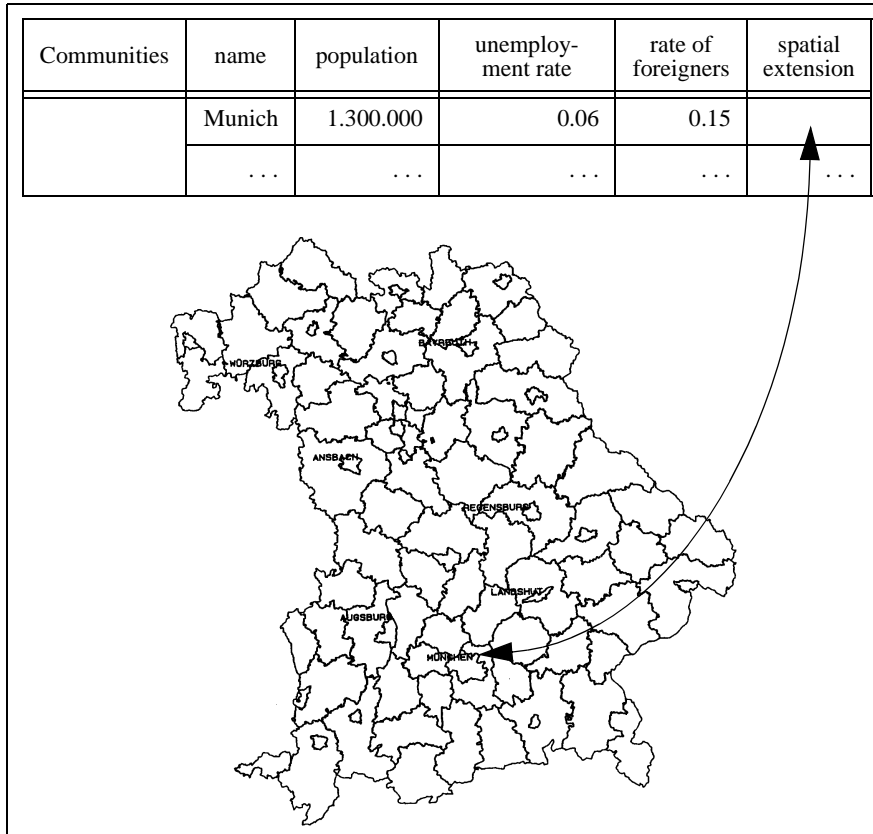 Communities name population unemploy-
ment rate rate of
foreigners spatial
extension
Munich 1.300.000 0.06 0.15
. . . . . . . . . . . . . . .
BAYREUTH
WÜRZBURG
ANSBACH
REGENSBURG
LANDSHUT
AUGSBURG
MÜNCHEN